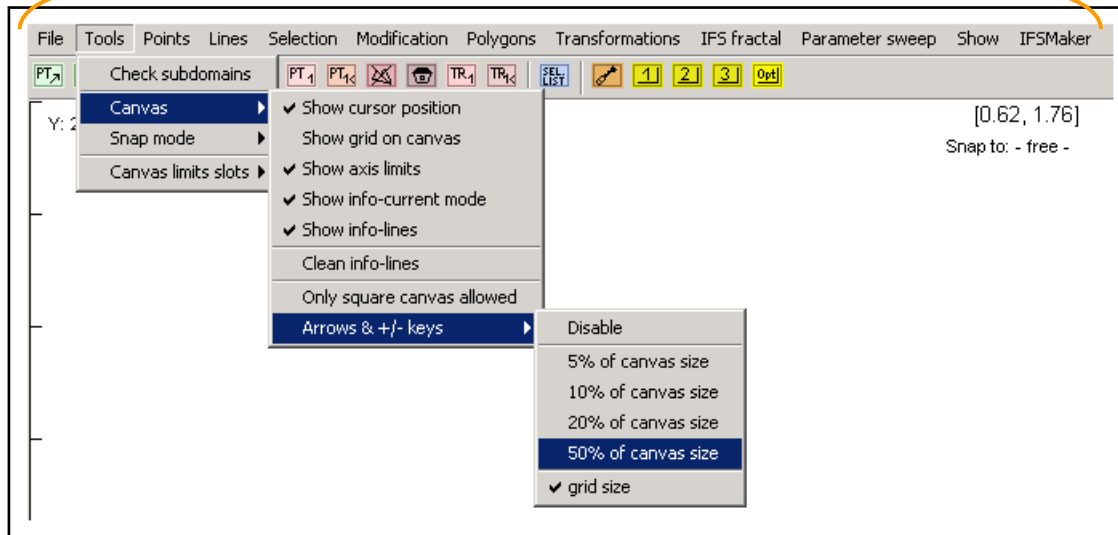 File Tools Points Lines Selection Modification Polygons Transformations IFS fractal Parameter sweep Show IFSMaker
PT PT1 PT1< TR1 TR1< SEL LIST 1 2 3 Opt
Check subdomains
Canvas
Snap mode
Canvas limits slots
Y: 2
✔ Show cursor position
Show grid on canvas
✔ Show axis limits
✔ Show info-current mode
✔ Show info-lines
Clean info-lines
Only square canvas allowed
Arrows & +/- keys
Disable
5% of canvas size
10% of canvas size
20% of canvas size
50% of canvas size
✔ grid size
[0.62, 1.76]
Snap to: - free -